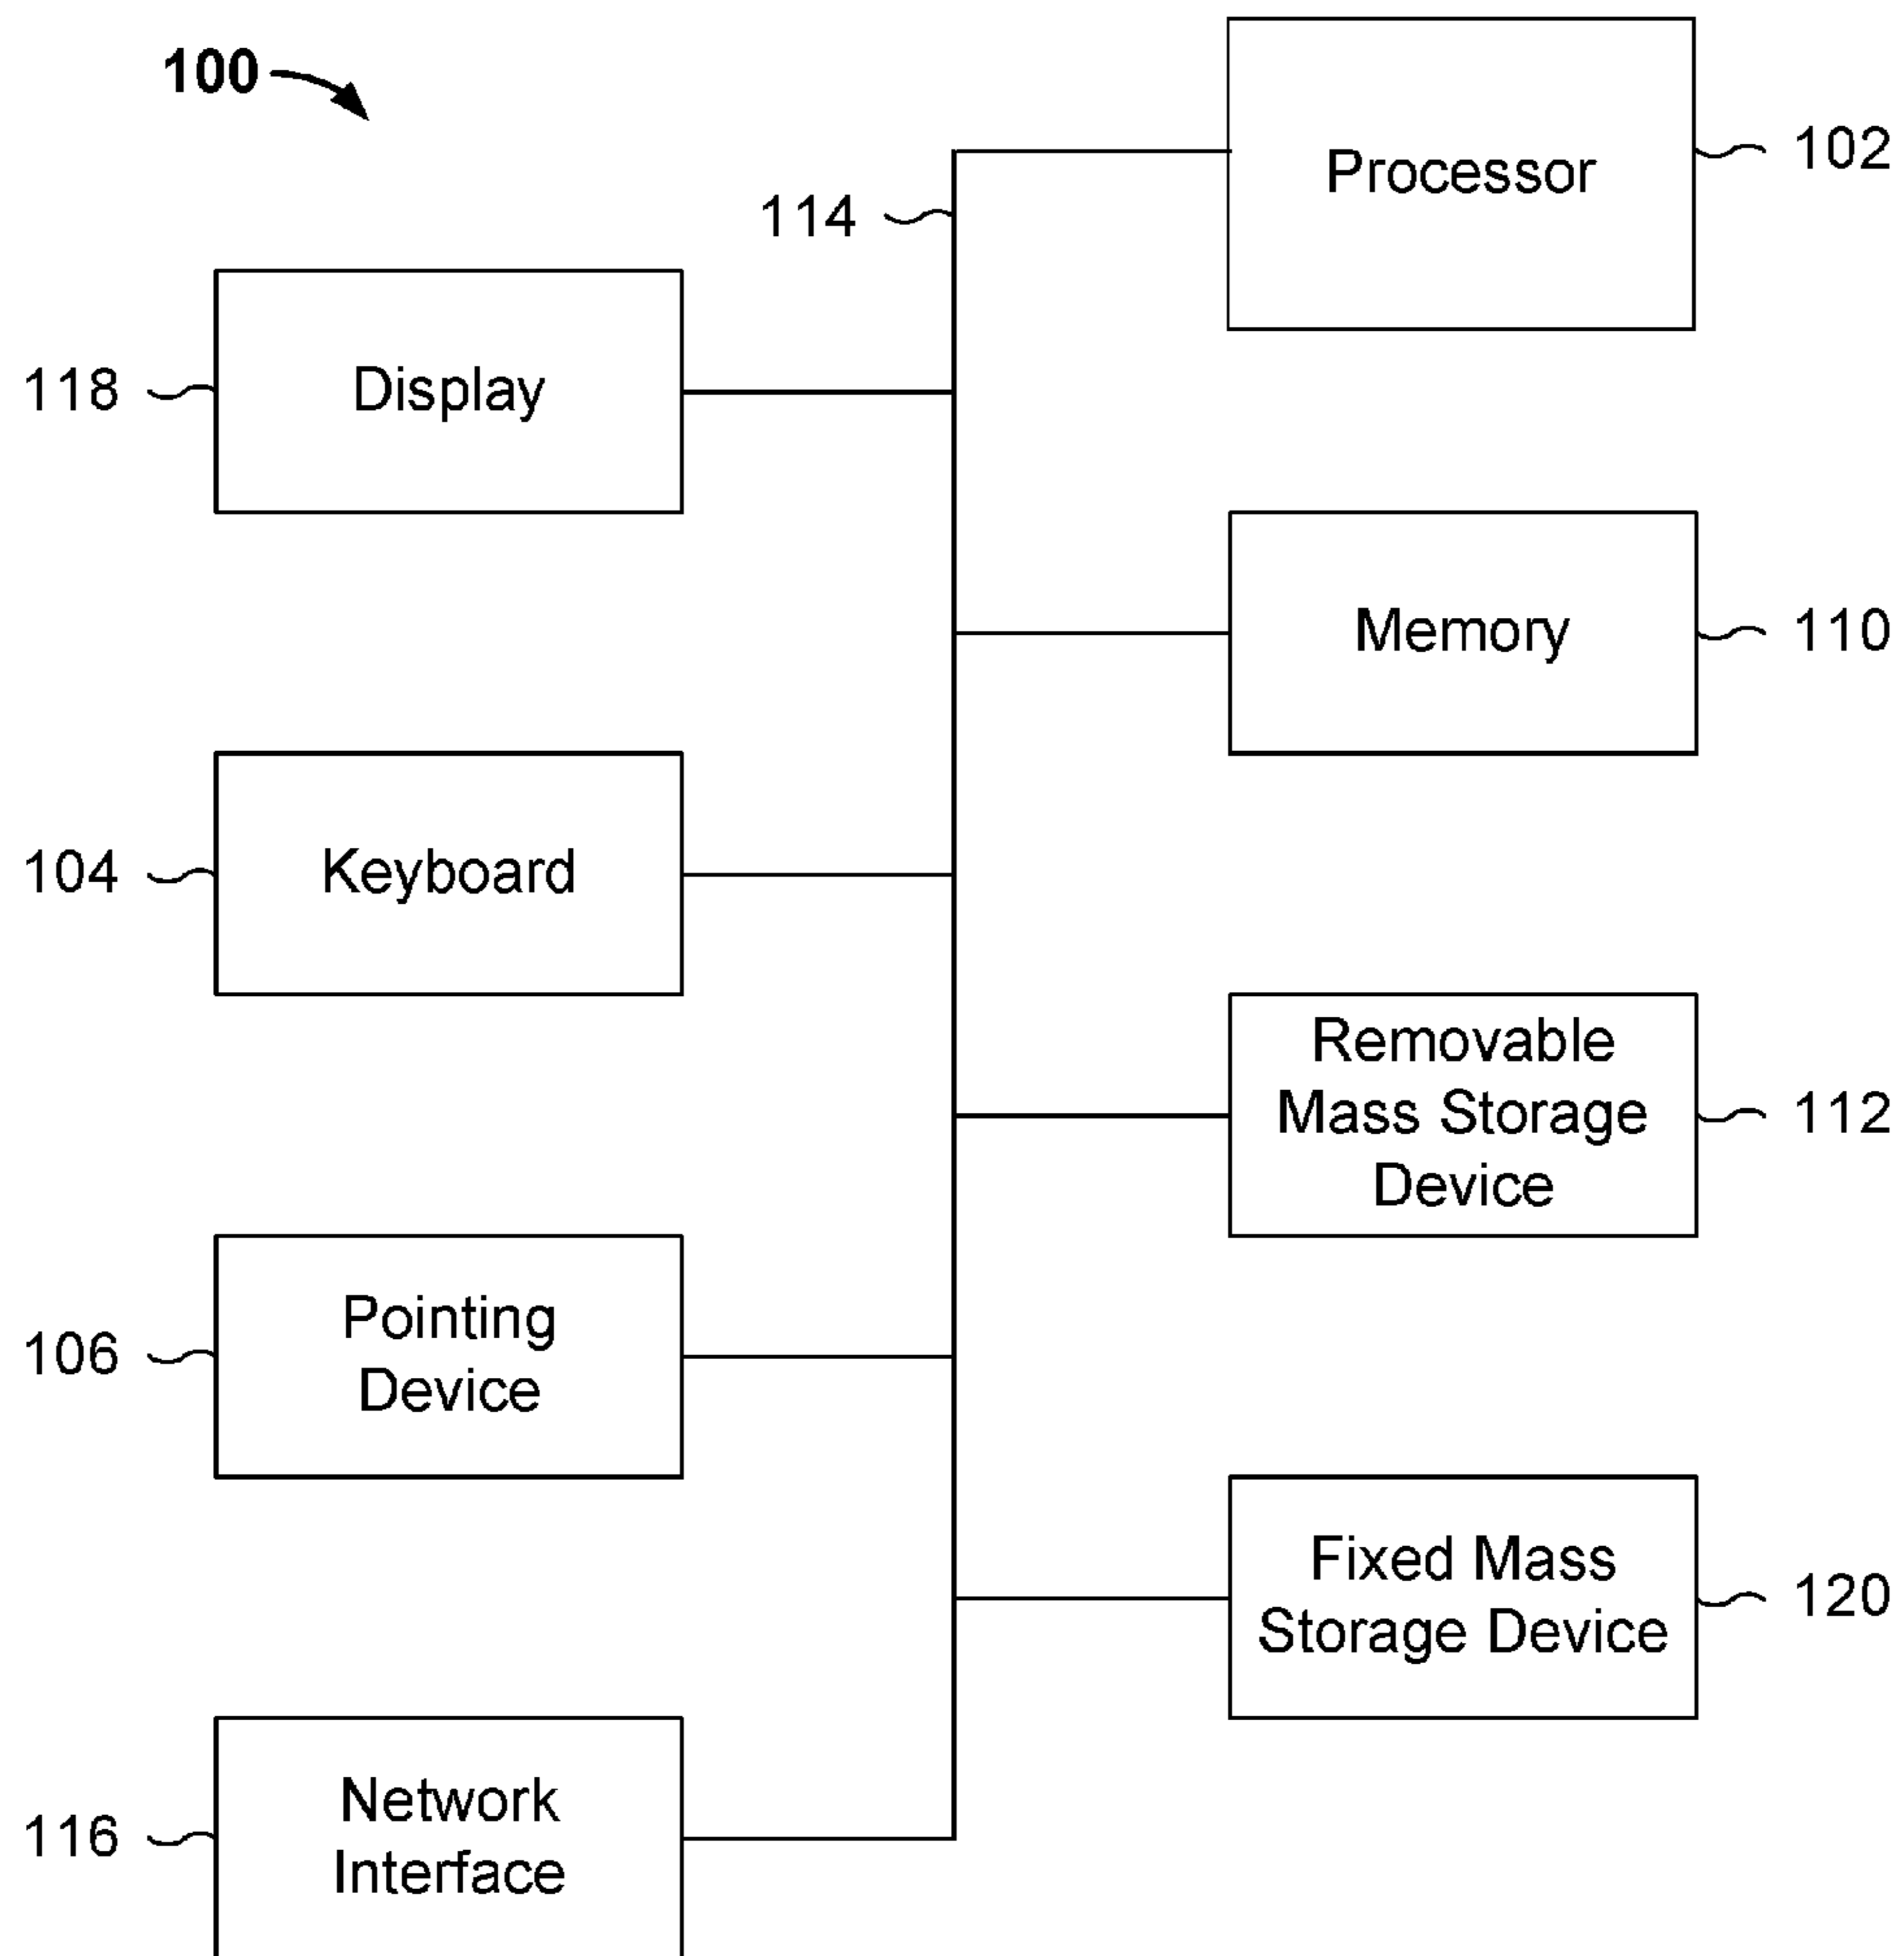 100
Processor
102
114
Display
118
Memory
110
Keyboard
104
Removable
Mass Storage
Device
112
Pointing
Device
106
Fixed Mass
Storage Device
120
Network
Interface
116